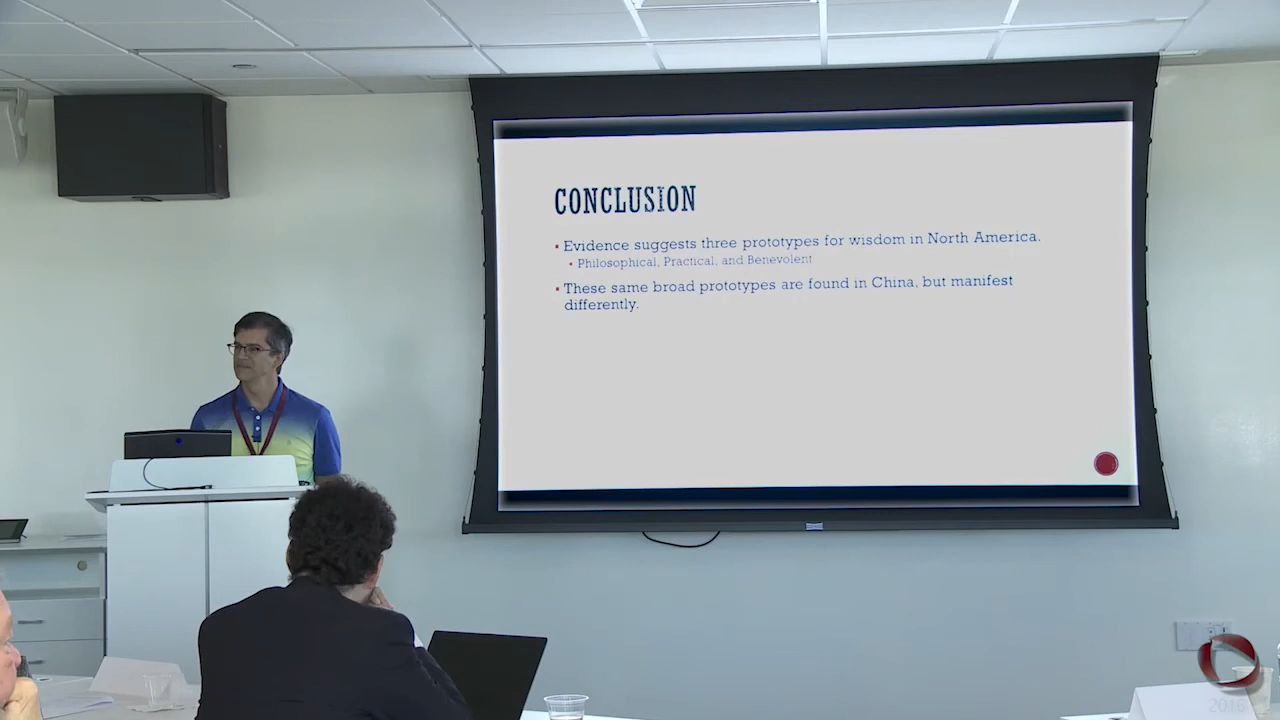 CONCLUSION
▪ Evidence suggests three prototypes for wisdom in North America.
▪ Philosophical, Practical, and Benevolent
▪ These same broad prototypes are found in China, but manifest
differently.
2016